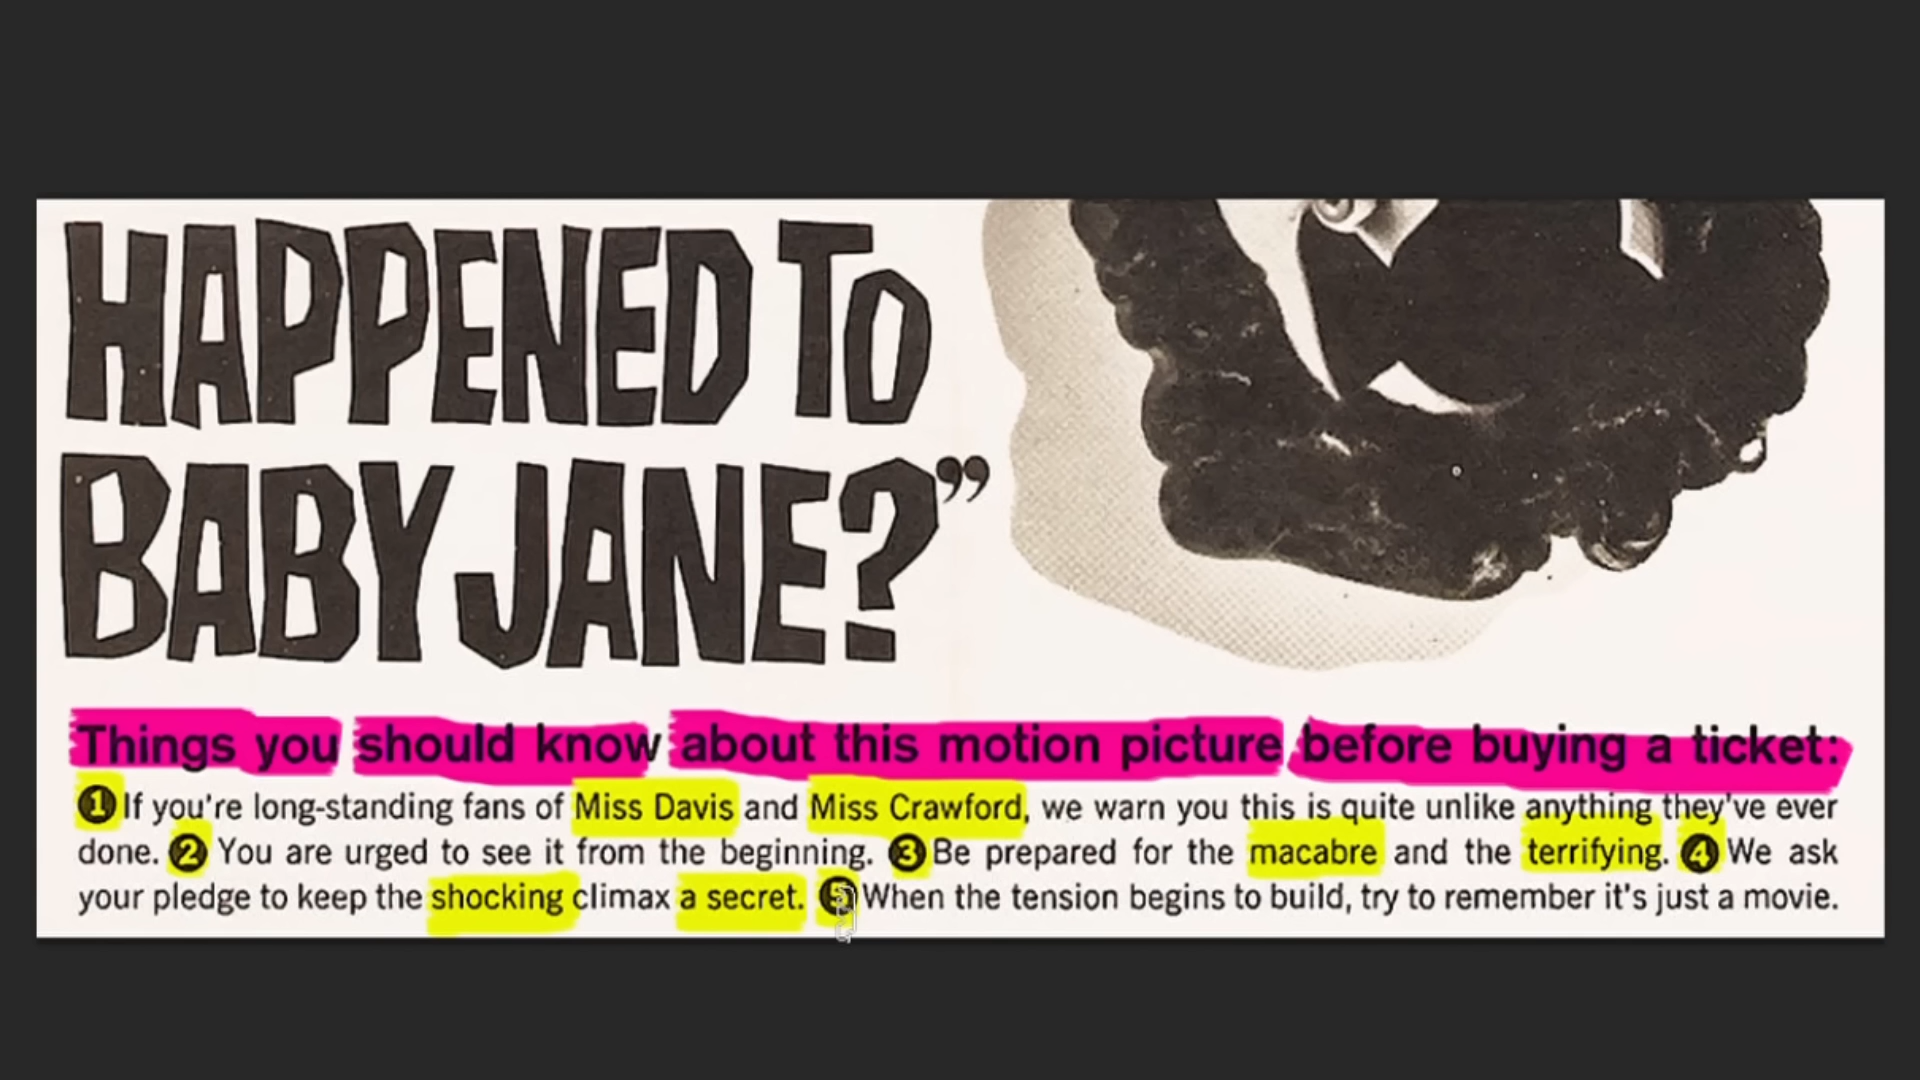 HAPPENED TO
BABY JANE?”
Things you should know about this motion picture before buying a ticket:
1 If you're long-standing fans of Miss Davis and Miss Crawford, we warn you this is quite unlike anything they've ever
done. 2 You are urged to see it from the beginning. 3 Be prepared for the macabre and the terrifying. 4 We ask
your pledge to keep the shocking climax a secret. 5 When the tension begins to build, try to remember it's just a movie.